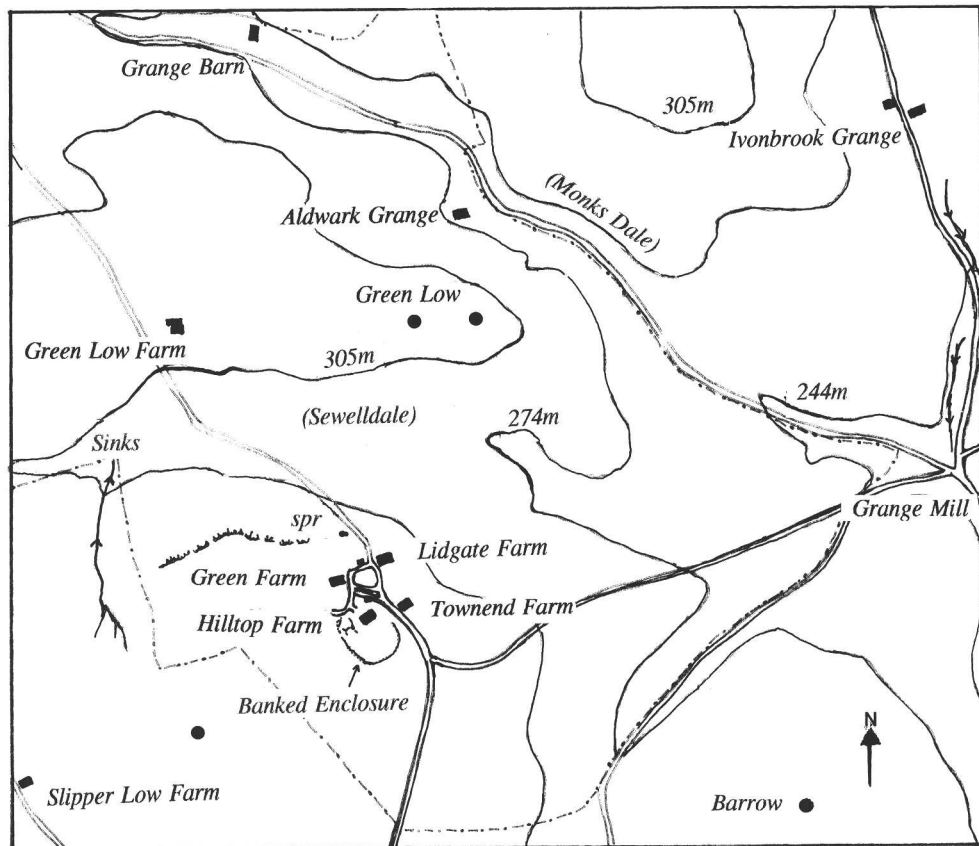 Grange Barn
305m
Ivonbrook Grange
(Monks Dale)
Aldwark Grange
Green Low
Green Low Farm
305m
244m
(Sewelldale)
274m
Sinks
Grange Mill
spr
Lidgate Farm
Green Farm
Townend Farm
Hilltop Farm
Banked Enclosure
N
Slipper Low Farm
Barrow